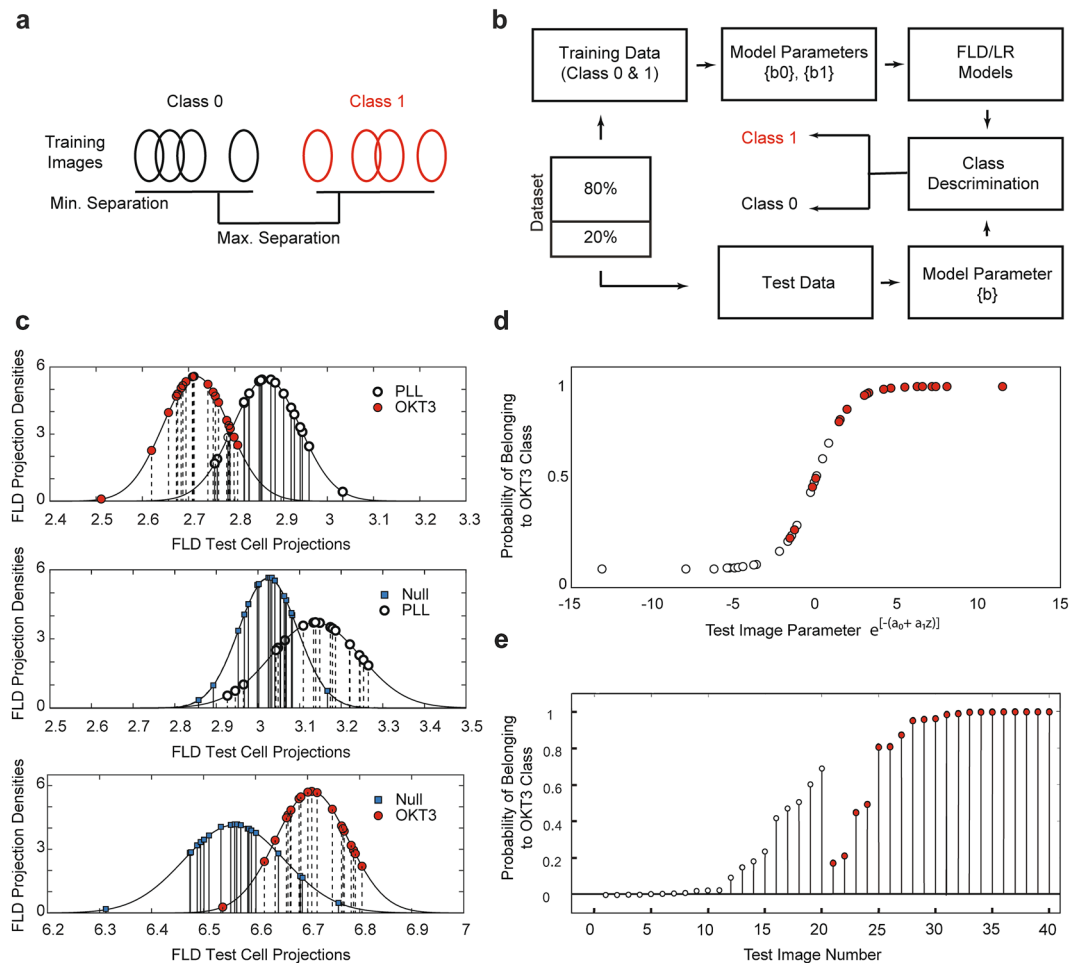 a
Class 0
Class 1
Training
Images
Min. Separation
Max. Separation
b
Training Data
(Class 0 & 1)
Model Parameters
{b0}, {b1}
FLD/LR
Models
Class 1
Class 0
Class
Descrimination
Dataset
80%
20%
Test Data
Model Parameter
{b}
c
FLD Projection Densities
6
3
0
PLL
OKT3
2.4 2.5 2.6 2.7 2.8 2.9 3 3.1 3.2 3.3
FLD Test Cell Projections
FLD Projection Densities
6
3
0
Null
PLL
2.5 2.6 2.7 2.8 2.9 3 3.1 3.2 3.3 3.4 3.5
FLD Test Cell Projections
FLD Projection Densities
6
3
0
Null
OKT3
6.2 6.3 6.4 6.5 6.6 6.7 6.8 6.9 7
FLD Test Cell Projections
d
Probability of Belonging
to OKT3 Class
1
0.5
0
-15 -10 -5 0 5 10 15
Test Image Parameter e[-(a₀+ a₁z)]
e
Probability of Belonging
to OKT3 Class
1
0.8
0.6
0.4
0.2
0
0 5 10 15 20 25 30 35 40
Test Image Number